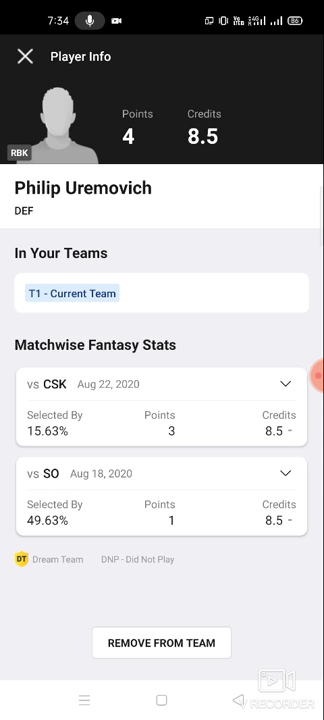 7:34
86
Player Info
Points Credits
4 8.5
RBK
Philip Uremovich
DEF
In Your Teams
T1 - Current Team
Matchwise Fantasy Stats
vs CSK Aug 22, 2020
Selected By Points Credits
15.63% 3 8.5 -
vs SO Aug 18, 2020
Selected By Points Credits
49.63% 1 8.5 -
DT Dream Team DNP - Did Not Play
REMOVE FROM TEAM
RECORDER